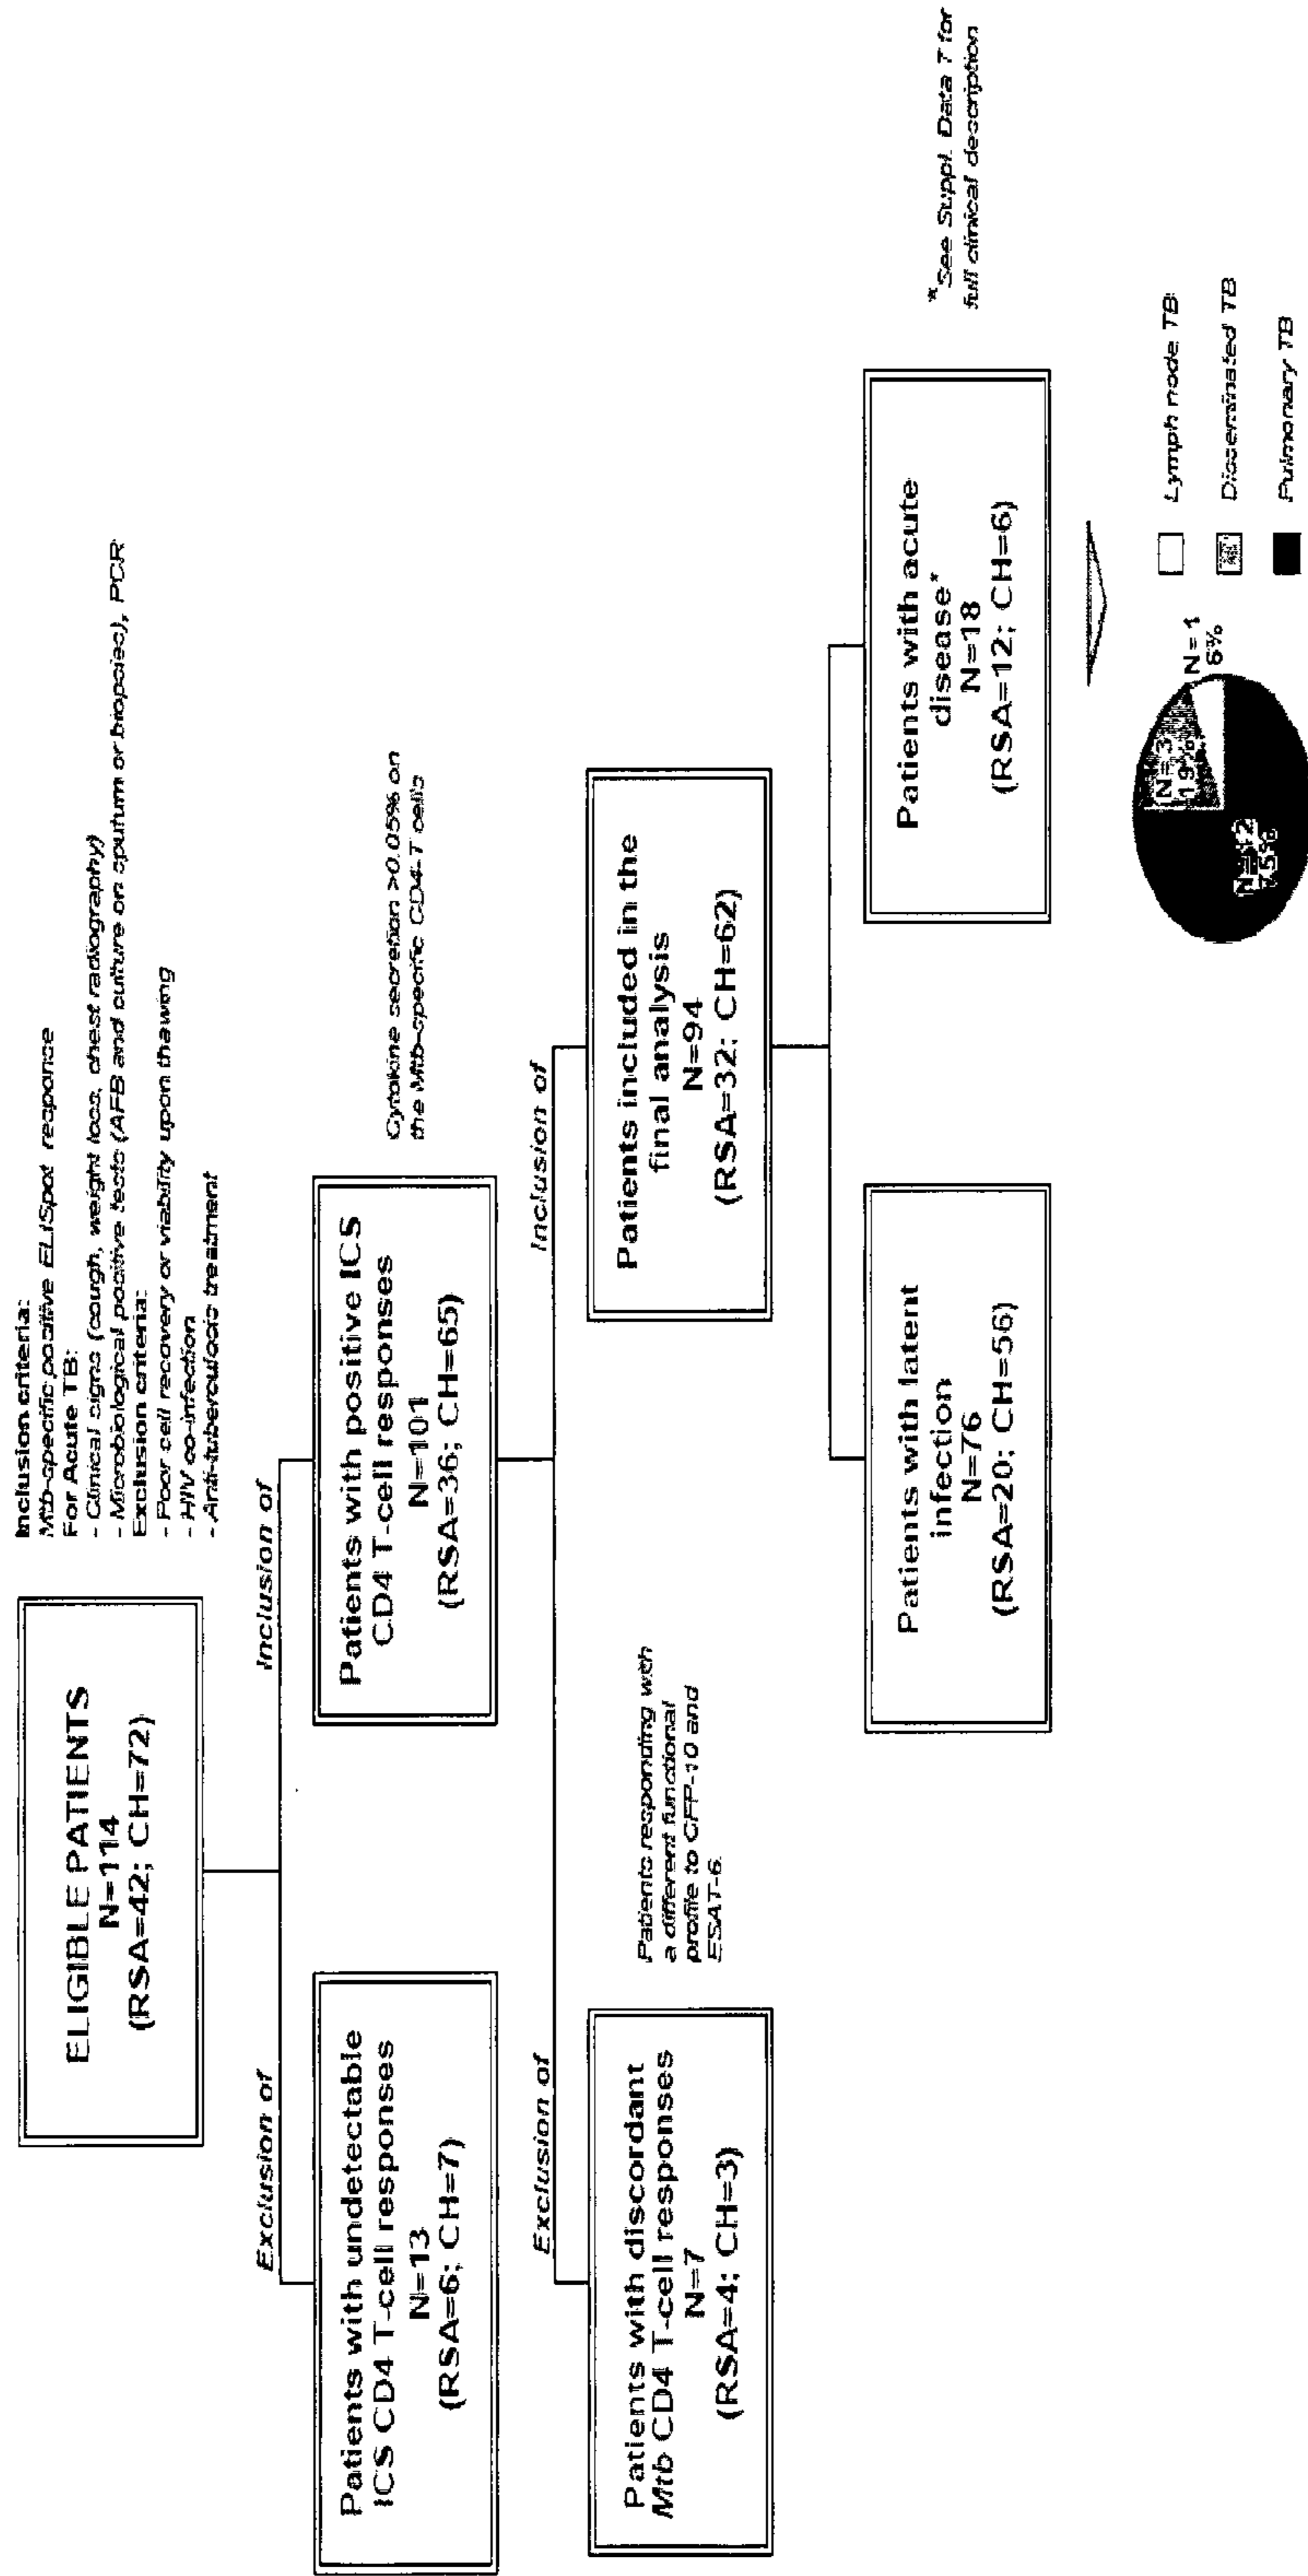 ELIGIBLE PATIENTS
N=114
(RSA=42; CH=72)
Inclusion criteria:
Mtb-specific positive ELISpot response
For Acute TB:
- Clinical signs (cough, weight loss, chest radiography)
- Microbiological positive tests (AFB and culture on sputum or biopsies), PCR
Exclusion criteria:
- Poor cell recovery or viability upon thawing
- HIV co-infection
- Anti-tuberculosis treatment
Exclusion of
Inclusion of
Patients with undetectable
ICS CD4 T-cell responses
N=13
(RSA=6; CH=7)
Patients with positive ICS
CD4 T-cell responses
N=101
(RSA=36; CH=65)
Cytokine secretion >0.05% on
the Mtb-specific CD4-T cells
Exclusion of
Inclusion of
Patients with discordant
Mtb CD4 T-cell responses
N=7
(RSA=4; CH=3)
Patients responding with
a different functional
profile to CFP-10 and
ESAT-6.
Patients included in the
final analysis
N=94
(RSA=32; CH=62)
Patients with latent
infection
N=76
(RSA=20; CH=56)
Patients with acute
disease*
N=18
(RSA=12; CH=6)
*See Suppl. Data 7 for
full clinical description
N=3
19%
N=1
6%
N=12
75%
Lymph node TB
Disseminated TB
Pulmonary TB